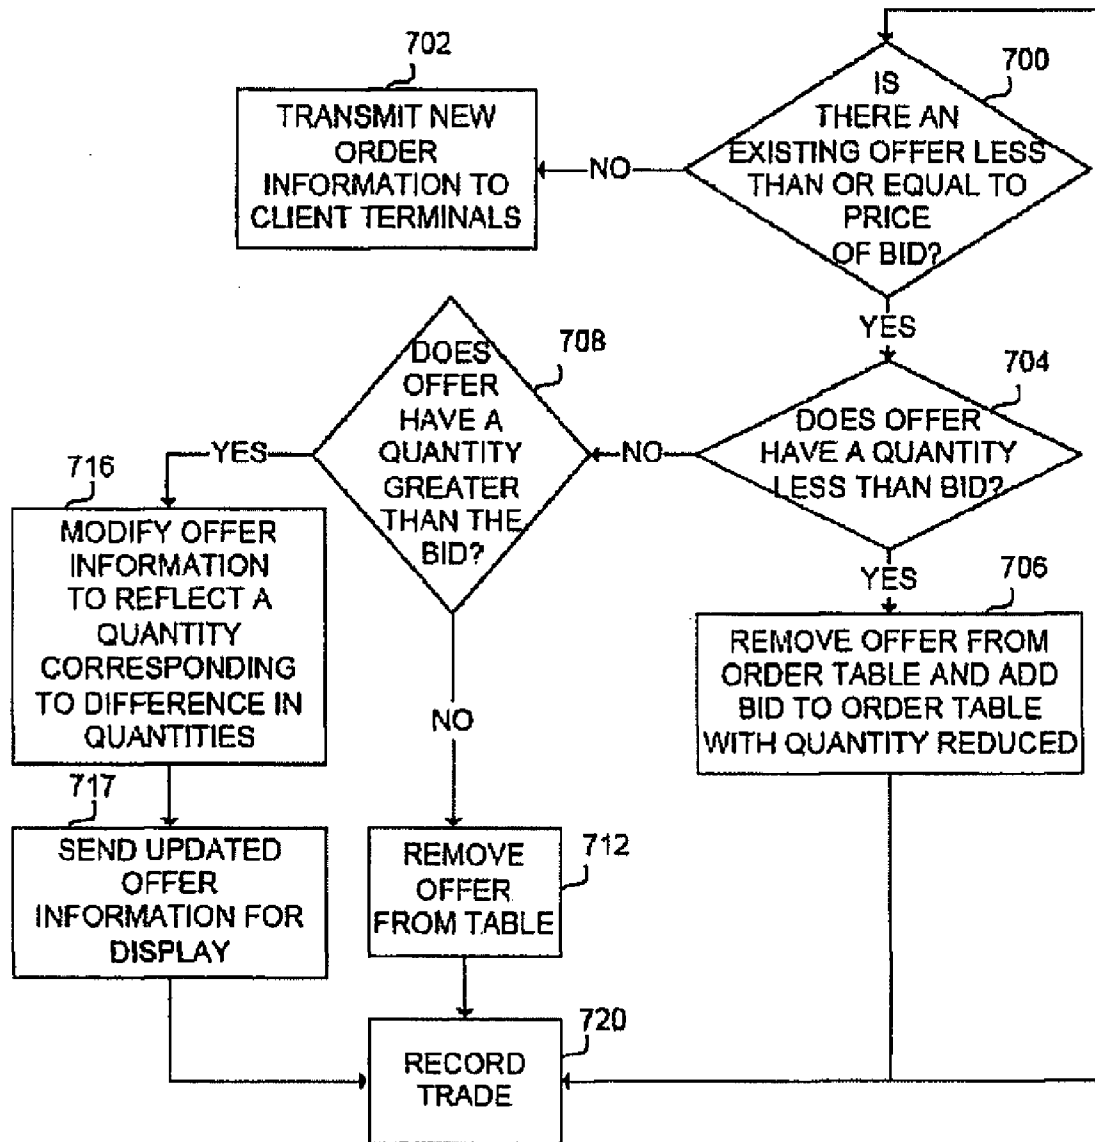 702
TRANSMIT NEW
ORDER
INFORMATION TO
CLIENT TERMINALS
NO
700
IS
THERE AN
EXISTING OFFER LESS
THAN OR EQUAL TO
PRICE
OF BID?
YES
704
DOES OFFER
HAVE A QUANTITY
LESS THAN BID?
NO
708
DOES
OFFER
HAVE A
QUANTITY
GREATER
THAN THE
BID?
YES
716
MODIFY OFFER
INFORMATION
TO REFLECT A
QUANTITY
CORRESPONDING
TO DIFFERENCE IN
QUANTITIES
YES
706
REMOVE OFFER FROM
ORDER TABLE AND ADD
BID TO ORDER TABLE
WITH QUANTITY REDUCED
NO
717
SEND UPDATED
OFFER
INFORMATION FOR
DISPLAY
712
REMOVE
OFFER
FROM TABLE
720
RECORD
TRADE